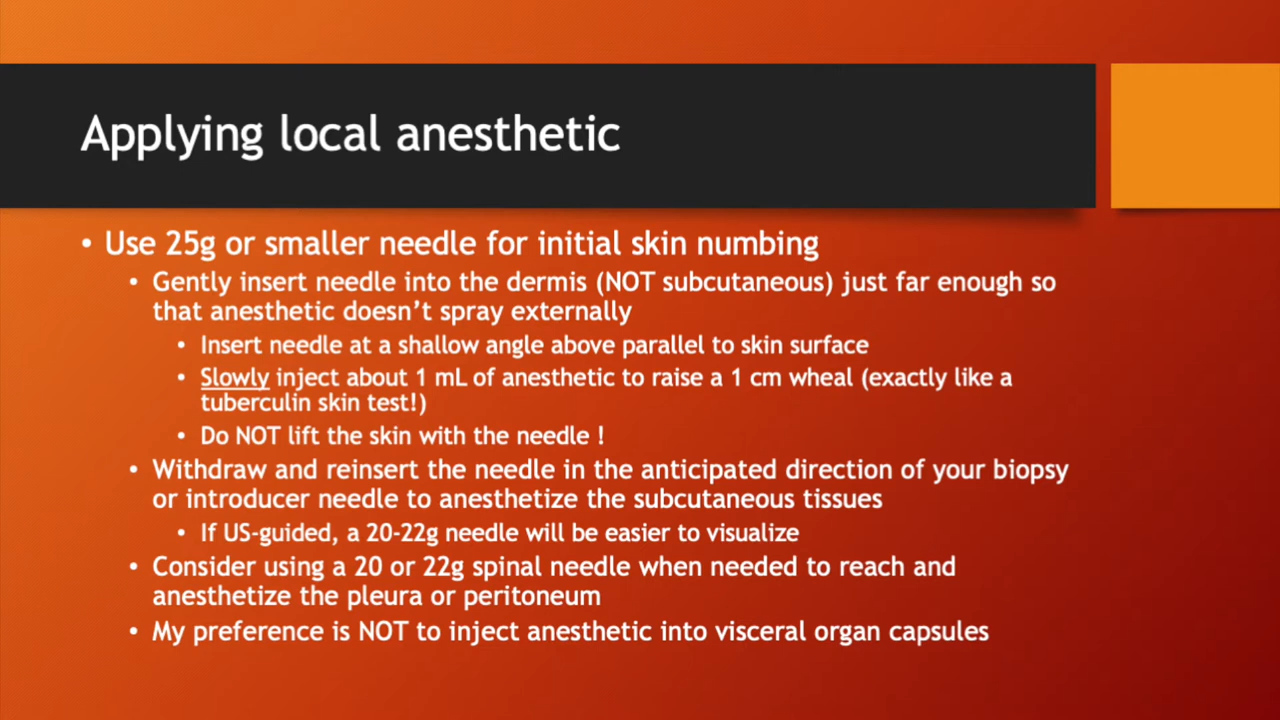 Applying local anesthetic
• Use 25g or smaller needle for initial skin numbing
• Gently insert needle into the dermis (NOT subcutaneous) just far enough so
that anesthetic doesn't spray externally
• Insert needle at a shallow angle above parallel to skin surface
• Slowly inject about 1 mL of anesthetic to raise a 1 cm wheal (exactly like a
tuberculin skin test!)
• Do NOT lift the skin with the needle !
• Withdraw and reinsert the needle in the anticipated direction of your biopsy
or introducer needle to anesthetize the subcutaneous tissues
• If US-guided, a 20-22g needle will be easier to visualize
• Consider using a 20 or 22g spinal needle when needed to reach and
anesthetize the pleura or peritoneum
• My preference is NOT to inject anesthetic into visceral organ capsules